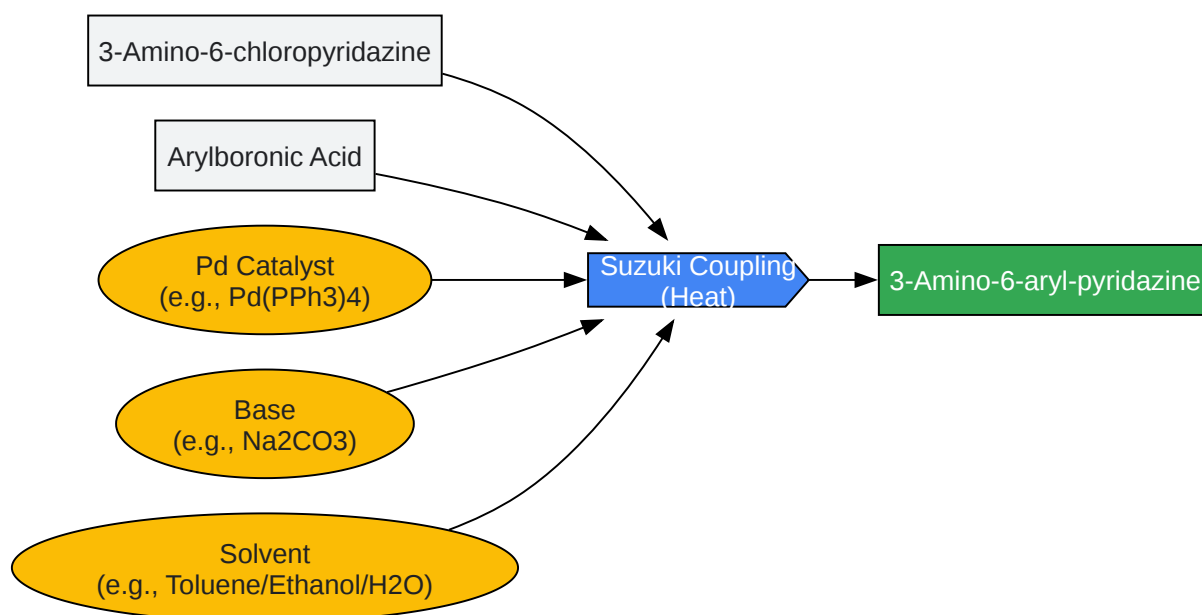 3-Amino-6-chloropyridazine
Arylboronic Acid
Pd Catalyst
(e.g., Pd(PPh3)4)
Base
(e.g., Na2CO3)
Solvent
(e.g., Toluene/Ethanol/H2O)
Suzuki Coupling
(Heat)
3-Amino-6-aryl-pyridazine